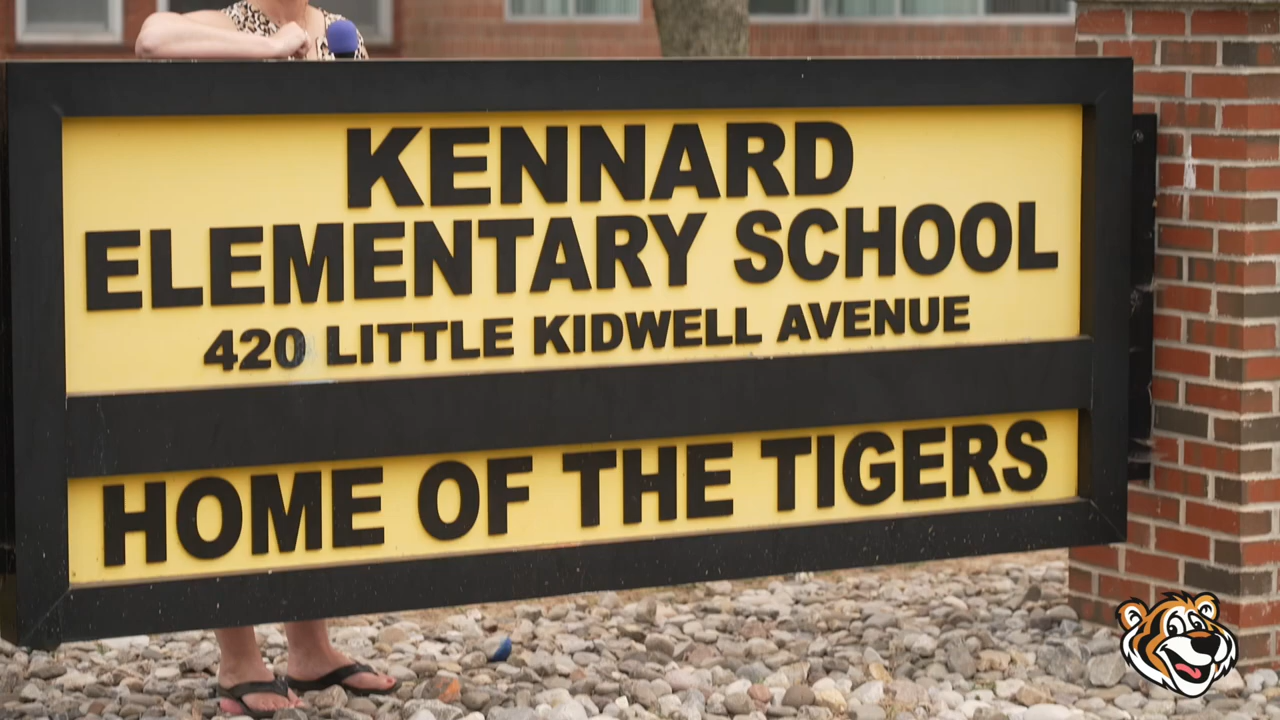 KENNARD
ELEMENTARY SCHOOL
420 LITTLE KIDWELL AVENUE
HOME OF THE TIGERS